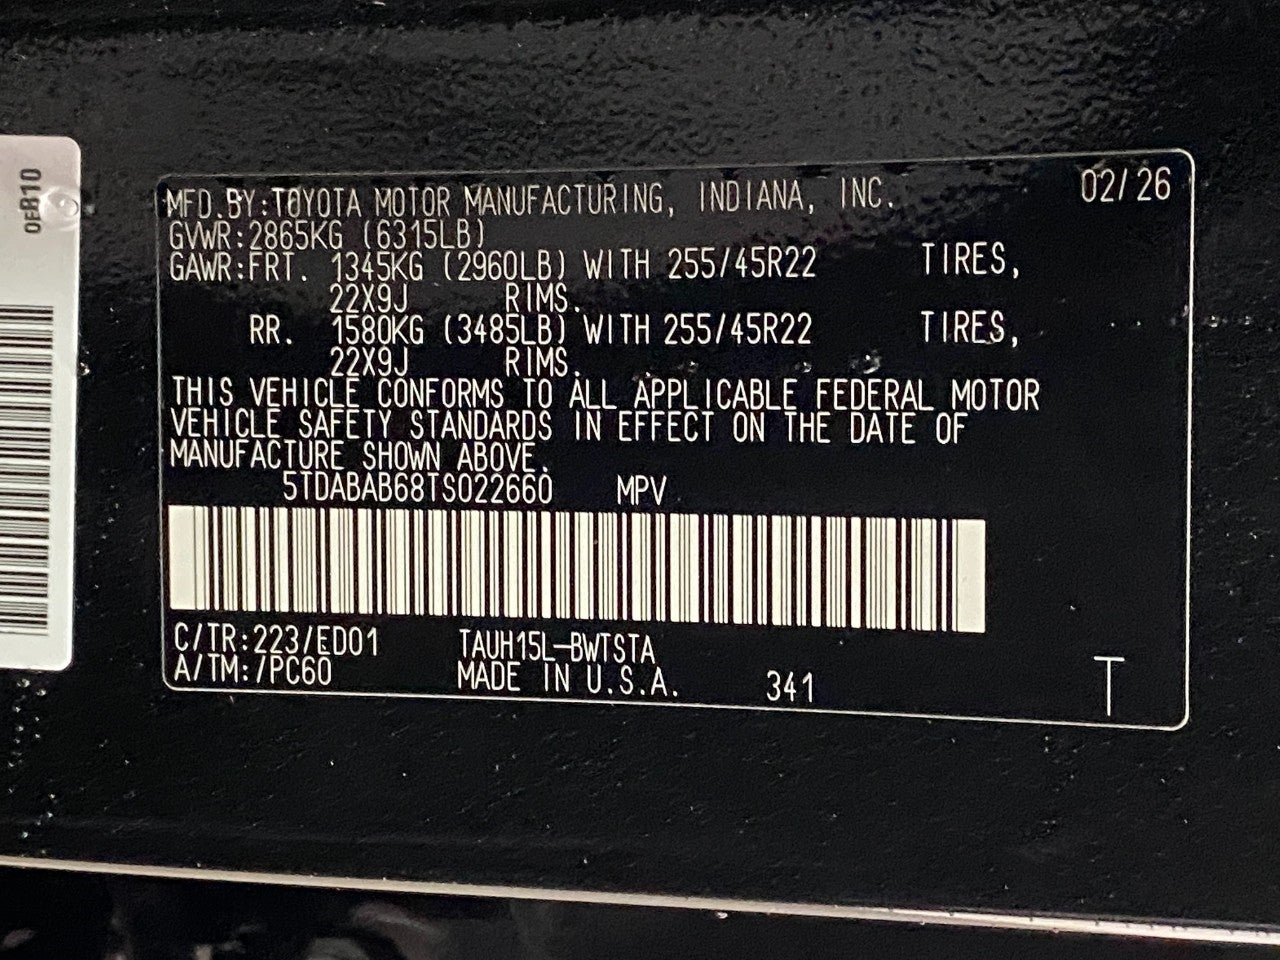 0FR10
MFD.BY:TOYOTA MOTOR MANUFACTURING, INDIANA, INC. 02/26
GVWR:2865KG (6315LB)
GAWR:FRT. 1345KG (2960LB) WITH 255/45R22 TIRES,
22X9J RIMS.
RR. 1580KG (3485LB) WITH 255/45R22 TIRES,
22X9J RIMS.
THIS VEHICLE CONFORMS TO ALL APPLICABLE FEDERAL MOTOR
VEHICLE SAFETY STANDARDS IN EFFECT ON THE DATE OF
MANUFACTURE SHOWN ABOVE.
5TDABAB68TS022660 MPV
C/TR:223/ED01 TAUH15L-BWTSTA
A/TM:/PC60 MADE IN U.S.A. 341 T